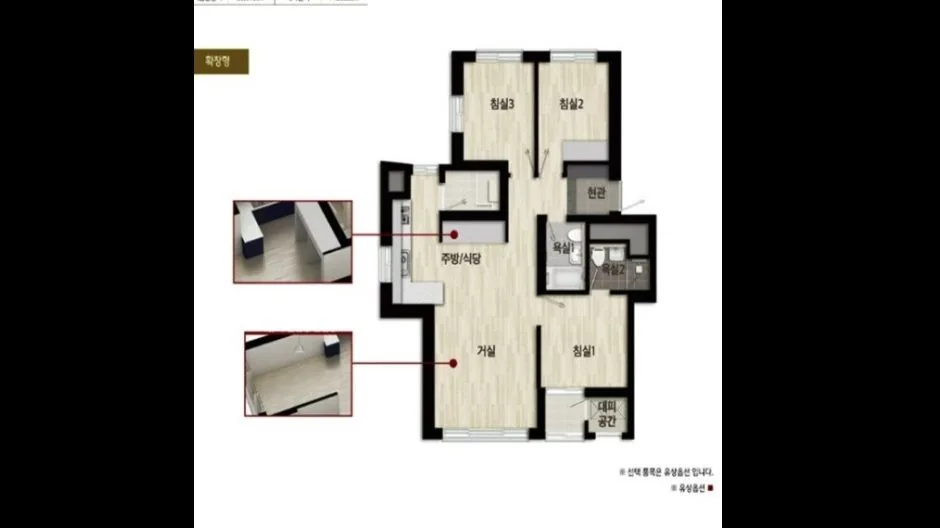 확장형
침실3
침실2
현관
욕실1
욕실2
주방/식당
거실
침실1
대피
공간
※ 선택 품목은 유상옵션 입니다.
※ 유상옵션 ■